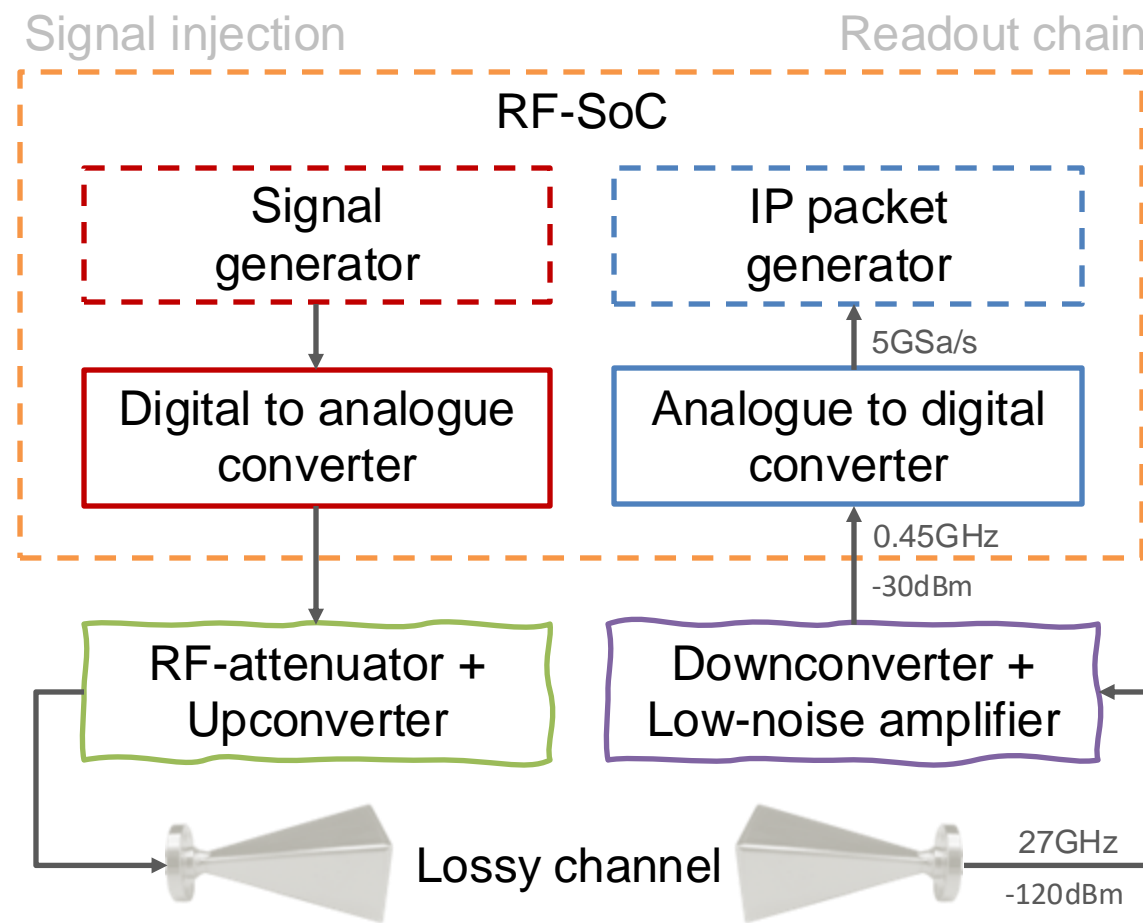 Signal injection
Readout chain
RF-SoC
Signal
generator
IP packet
generator
5GSa/s
Digital to analogue
converter
Analogue to digital
converter
0.45GHz
-30dBm
RF-attenuator +
Upconverter
Downconverter +
Low-noise amplifier
Lossy channel
27GHz
-120dBm